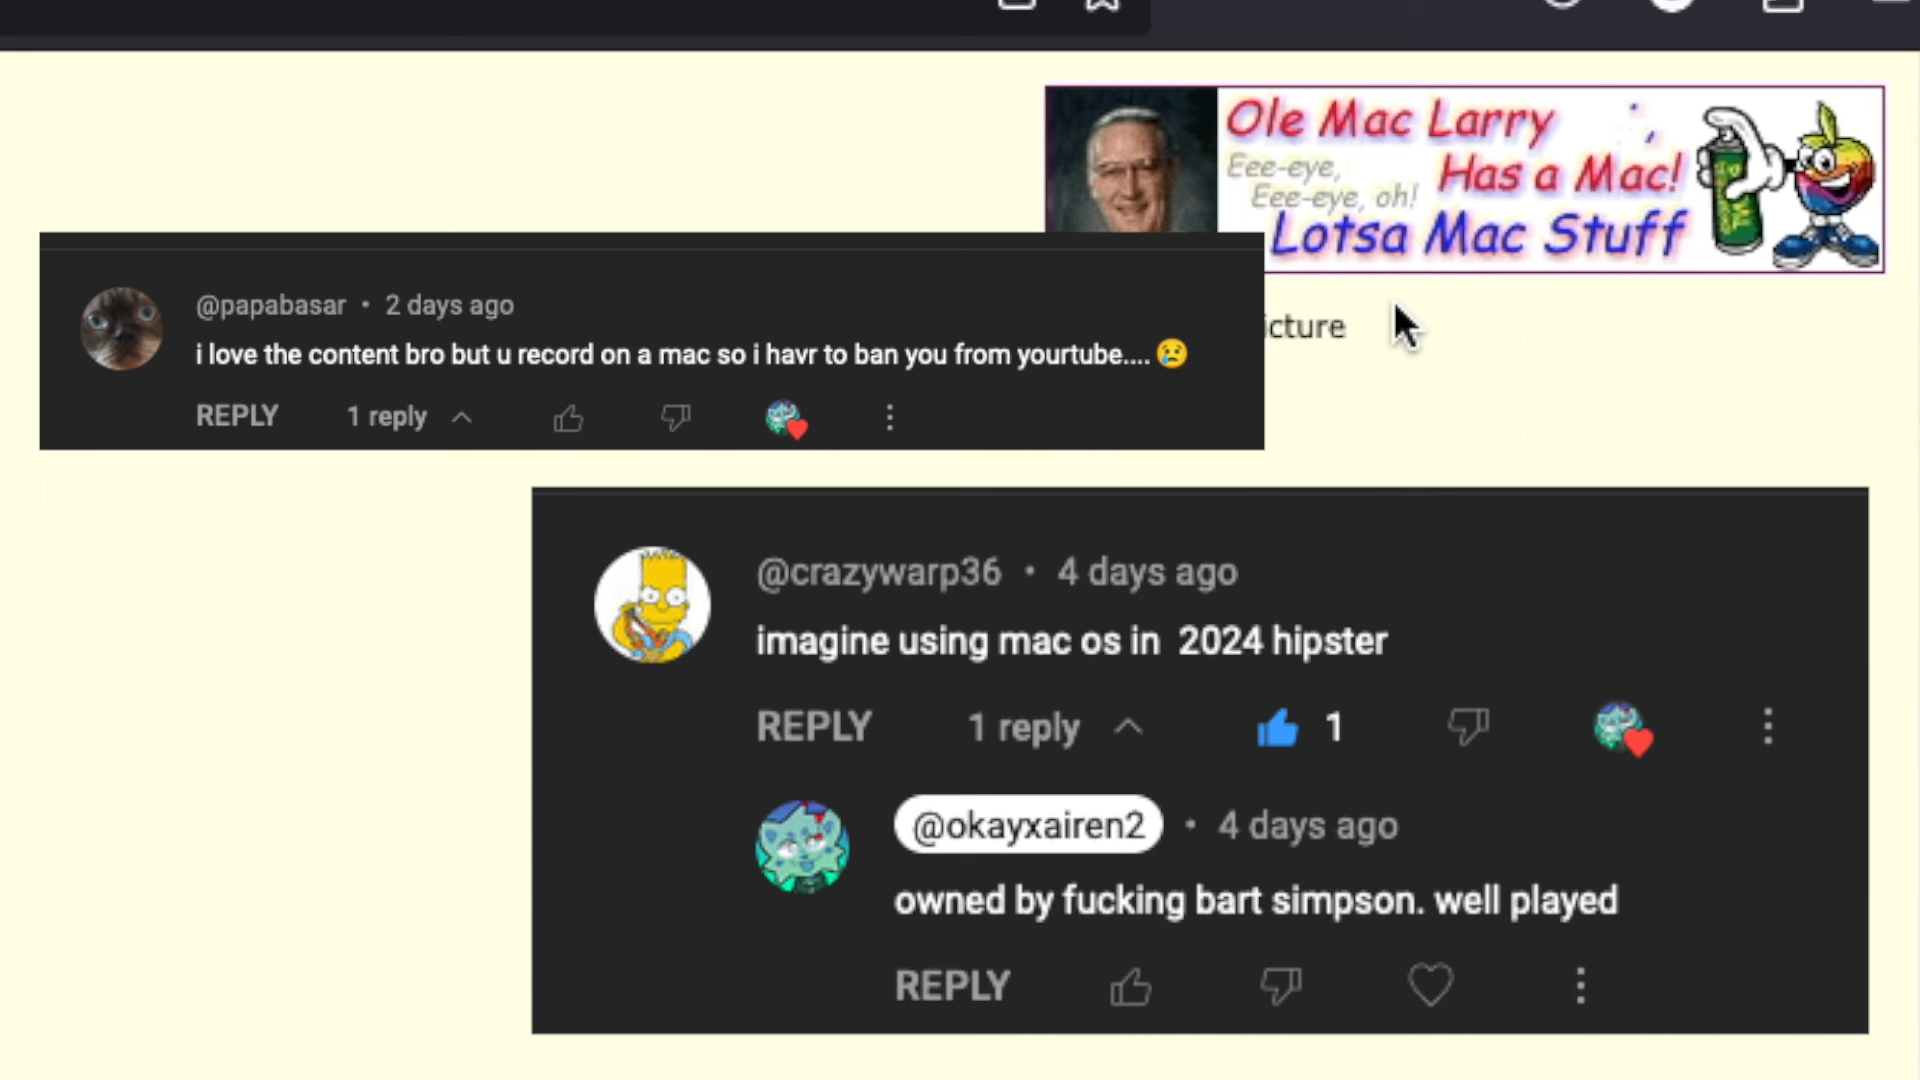 Ole Mac Larry
Eee-eye,
Has a Mac!
Eee-eye, oh!
Lotsa Mac Stuff
icture
@papabasar • 2 days ago
i love the content bro but u record on a mac so i havr to ban you from yourtube.... 😢
REPLY 1 reply
@crazywarp36 • 4 days ago
imagine using mac os in 2024 hipster
REPLY 1 reply 1
@okayxairen2 • 4 days ago
owned by fucking bart simpson. well played
REPLY